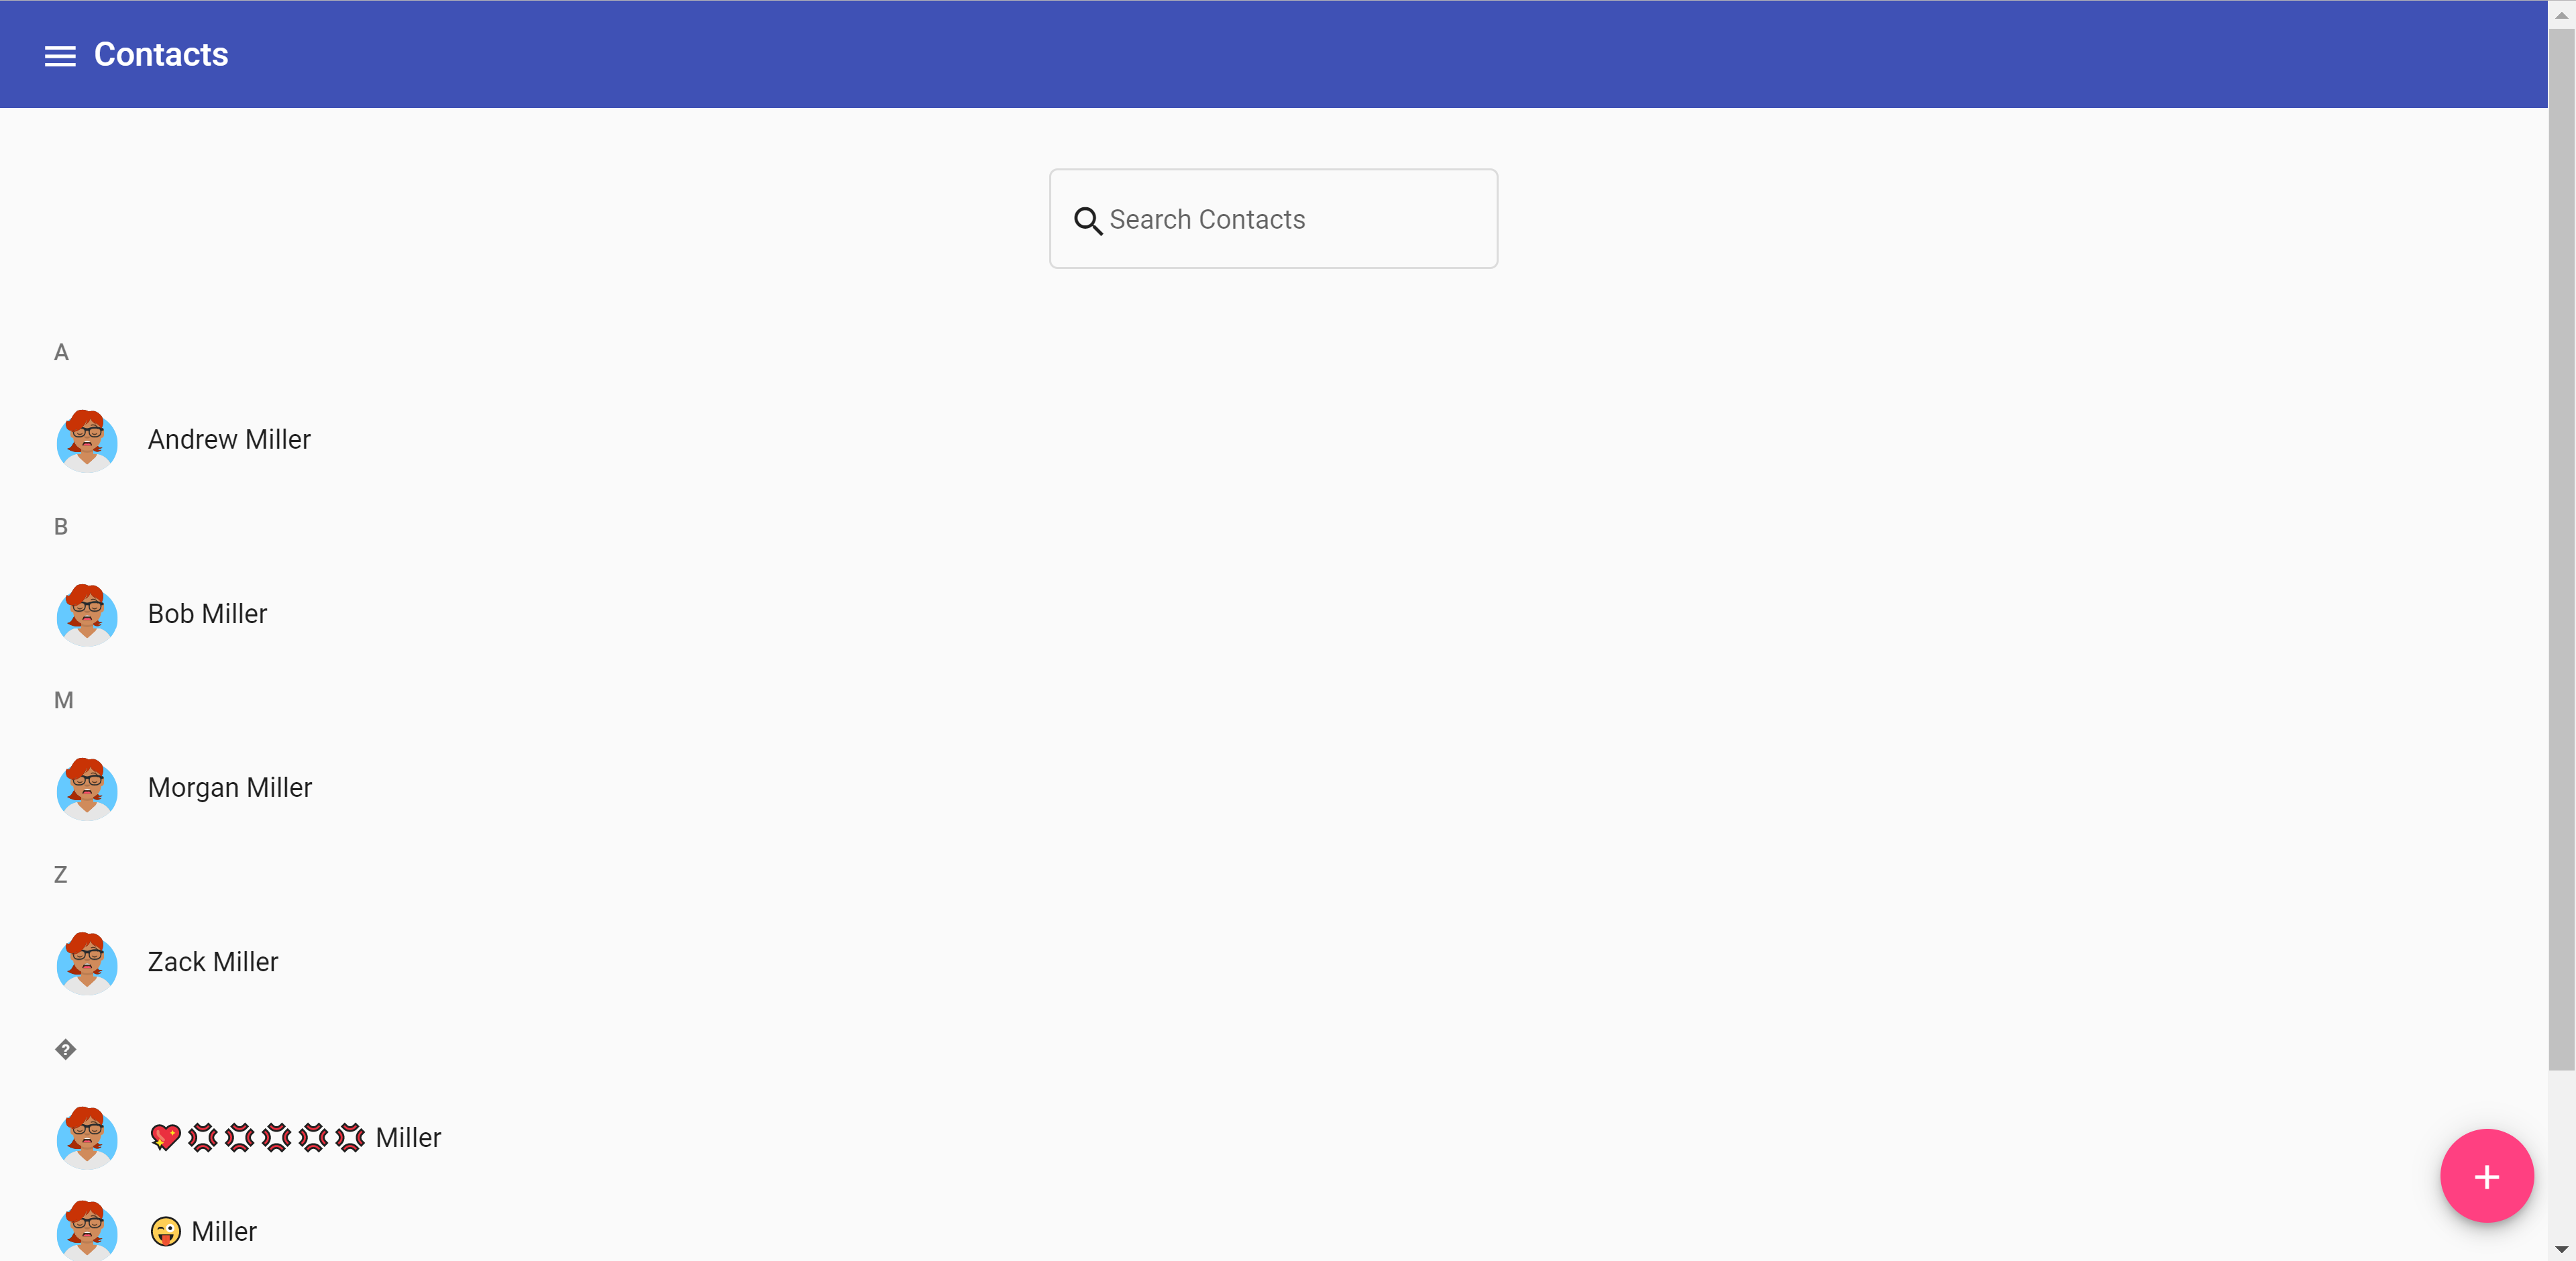 Contacts
Search Contacts
A
Andrew Miller
B
Bob Miller
M
Morgan Miller
Z
Zack Miller
�
💖💢💢💢💢💢 Miller
😜 Miller